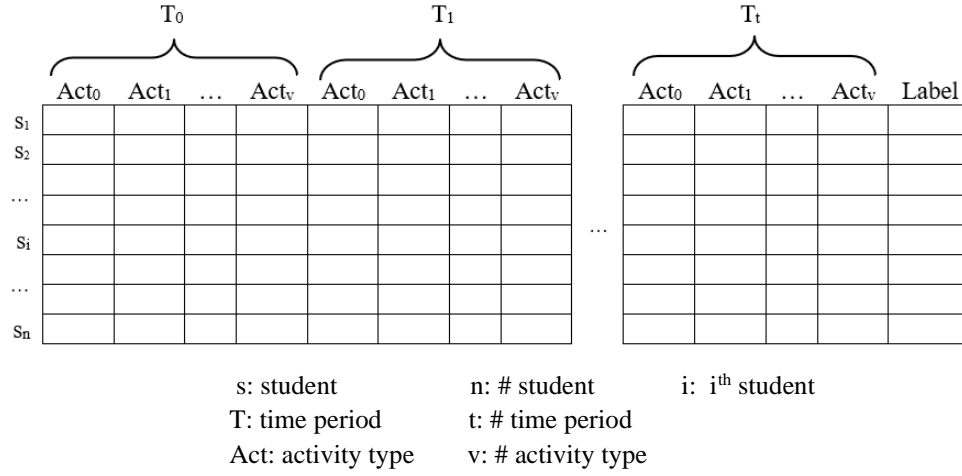 T₀ T₁ Tₜ
Act₀ Act₁ … Actᵥ Act₀ Act₁ … Actᵥ Act₀ Act₁ … Actᵥ Label
s₁
s₂
…
sᵢ …
…
sₙ
s: student n: # student i: iᵗʰ student
T: time period t: # time period
Act: activity type v: # activity type